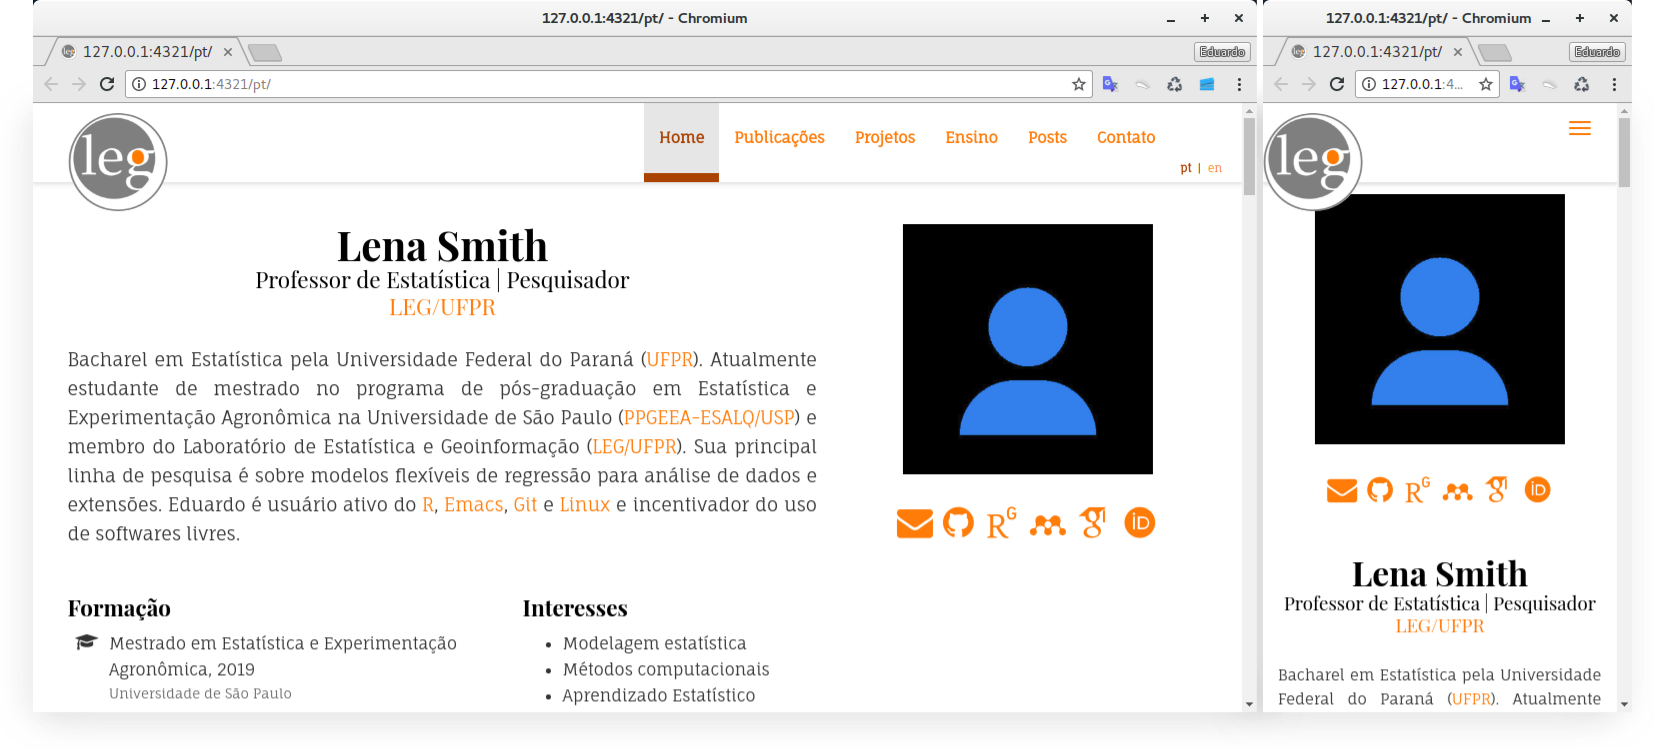 127.0.0.1:4321/pt/ - Chromium
127.0.0.1:4321/pt/
Eduardo
127.0.0.1:4321/pt/
leg
Home Publicações Projetos Ensino Posts Contato
pt | en
Lena Smith
Professor de Estatística | Pesquisador
LEG/UFPR
Bacharel em Estatística pela Universidade Federal do Paraná (UFPR). Atualmente
estudante de mestrado no programa de pós-graduação em Estatística e
Experimentação Agronômica na Universidade de São Paulo (PPGEEA-ESALQ/USP) e
membro do Laboratório de Estatística e Geoinformação (LEG/UFPR). Sua principal
linha de pesquisa é sobre modelos flexíveis de regressão para análise de dados e
extensões. Eduardo é usuário ativo do R, Emacs, Git e Linux e incentivador do uso
de softwares livres.
RG
g
iD
Formação
Mestrado em Estatística e Experimentação
Agronômica, 2019
Universidade de São Paulo
Interesses
• Modelagem estatística
• Métodos computacionais
• Aprendizado Estatístico
127.0.0.1:4321/pt/ - Chromium
127.0.0.1:4321/pt/
Eduardo
127.0.0.1:4...
leg
RG
g
iD
Lena Smith
Professor de Estatística | Pesquisador
LEG/UFPR
Bacharel em Estatística pela Universidade
Federal do Paraná (UFPR). Atualmente